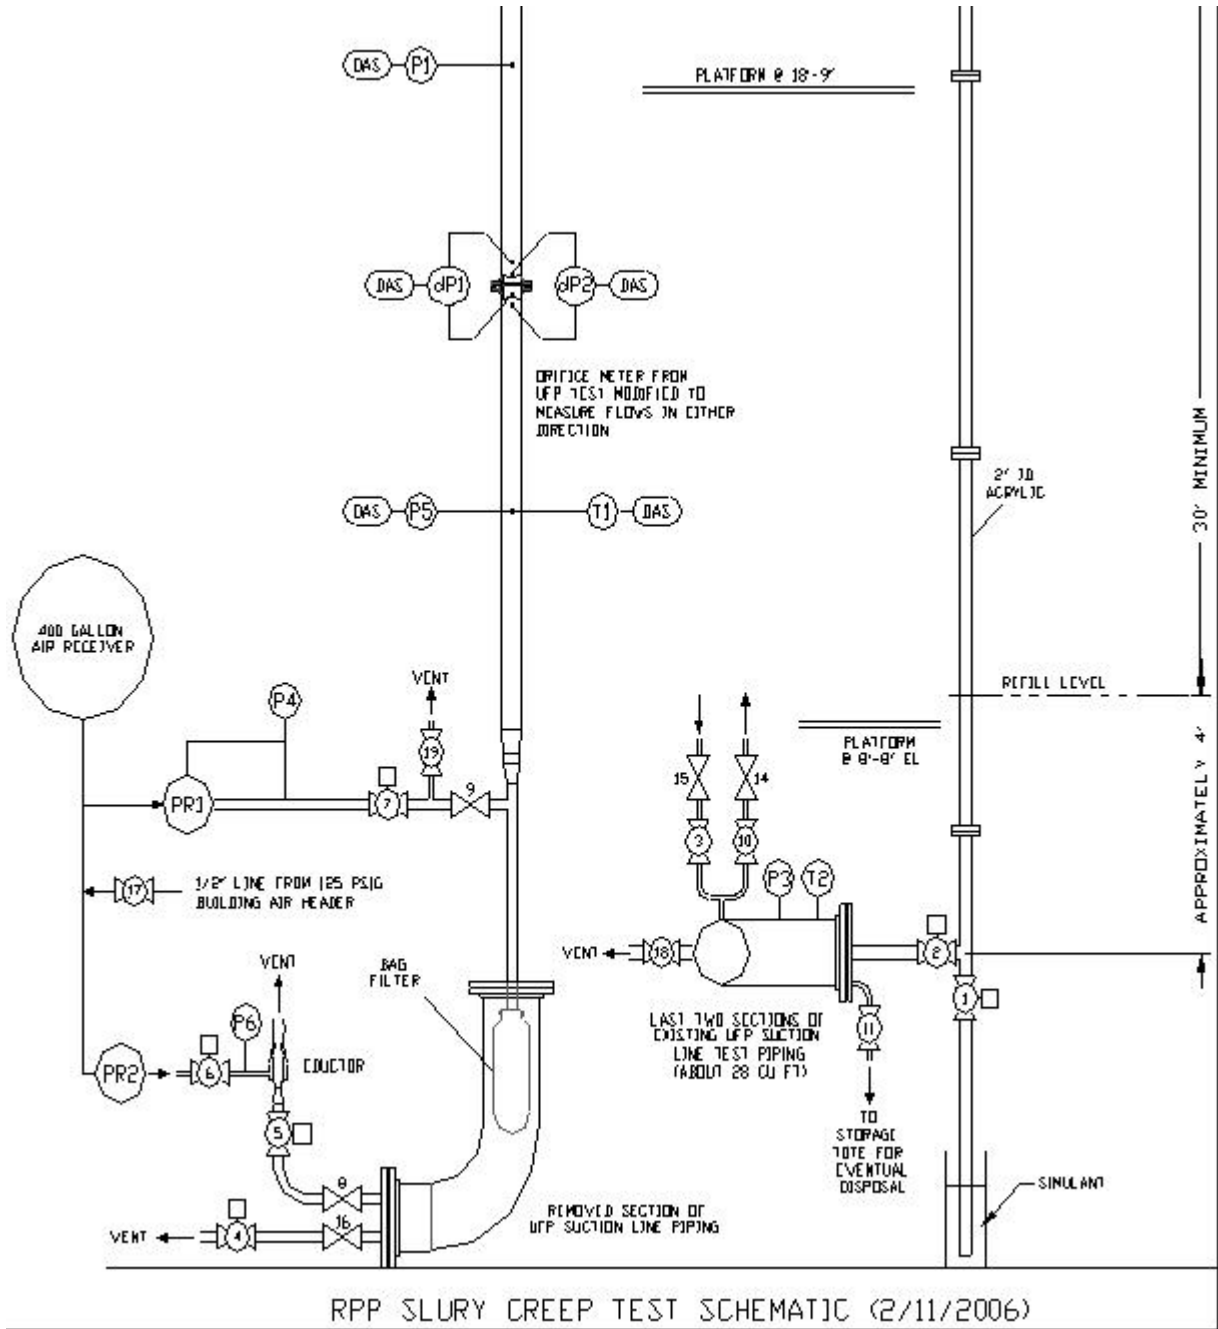 DAS P1
PLATFORM @ 18'-9"
DAS dP1 dP2 DAS
ORIFICE METER FROM
UFP TEST MODIFIED TO
MEASURE FLOWS IN EITHER
DIRECTION
30' MINIMUM
2" ID
ACRYLIC
DAS P5 T1 DAS
400 GALLON
AIR RECEIVER
VENT
REFILL LEVEL
P4
19
PLATFORM
@ 8'-8" EL
APPROXIMATELY 4'
15 14
PR1 7 9
3 10
17
1/2" LINE FROM 125 PSIG
BUILDING AIR HEADER
P3 T2
VENT 18
2
VENT
BAG
FILTER
1
LAST TWO SECTIONS OF
EXISTING UFP SUCTION
LINE TEST PIPING
(ABOUT 28 CU FT)
11
P6
PR2 6
EDUCTOR
5
TO
STORAGE
TOTE FOR
EVENTUAL
DISPOSAL
SIMULANT
8
REMOVED SECTION OF
UFP SUCTION LINE PIPING
16
VENT 4
RPP SLURY CREEP TEST SCHEMATIC (2/11/2006)